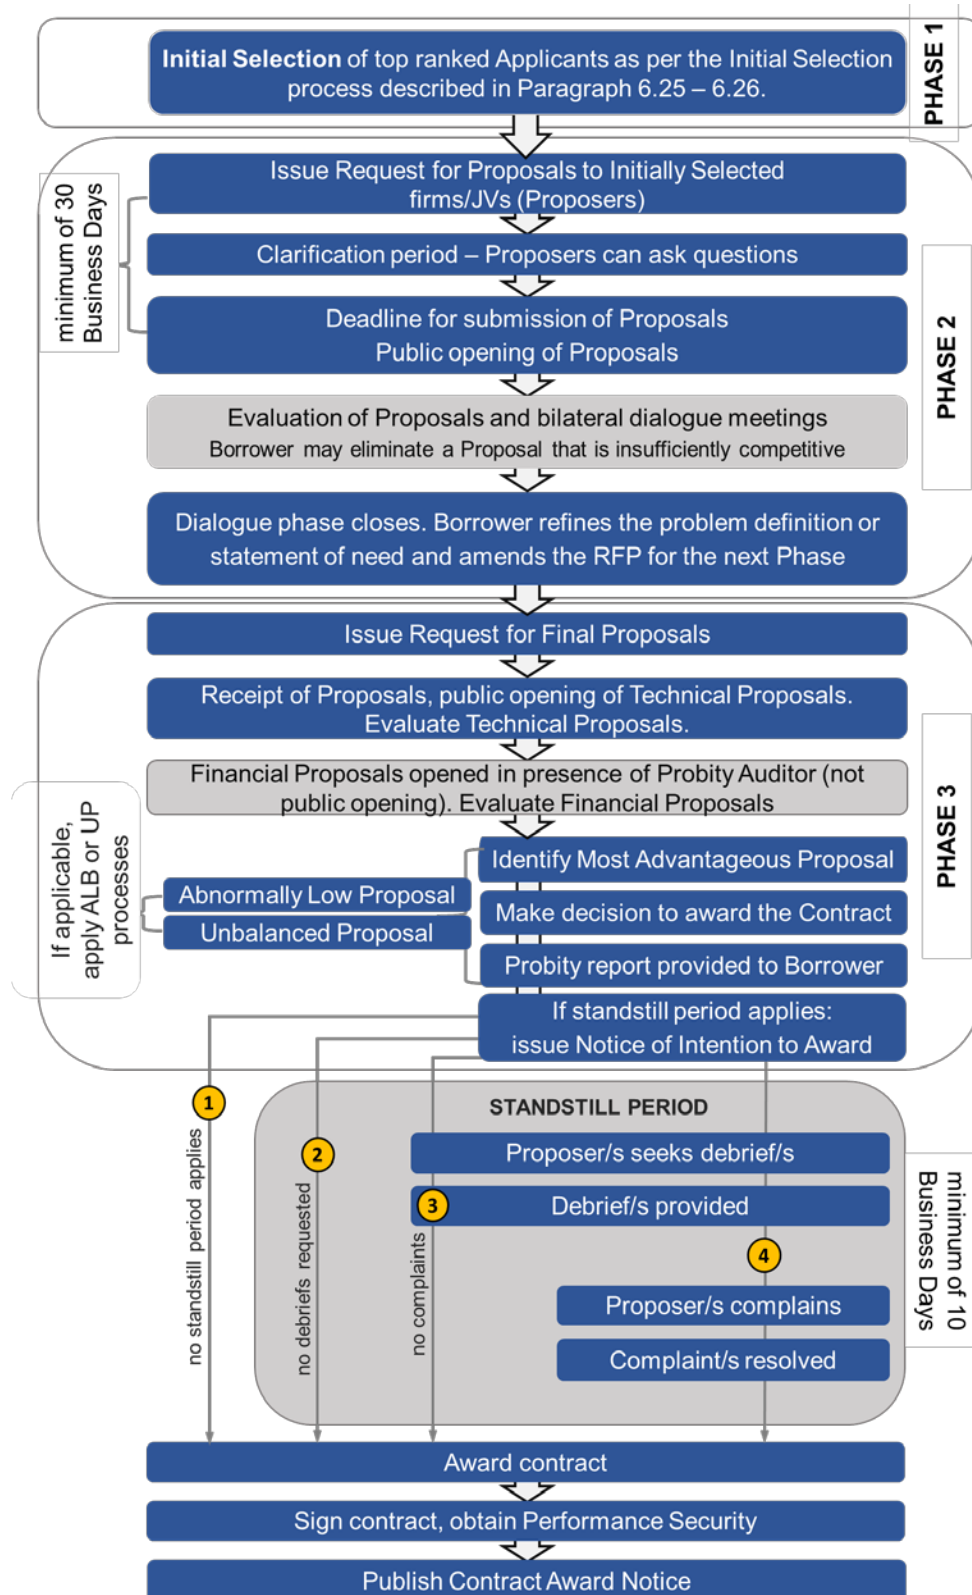 Initial Selection of top ranked Applicants as per the Initial Selection
process described in Paragraph 6.25 – 6.26.
PHASE 1
Issue Request for Proposals to Initially Selected
firms/JVs (Proposers)
minimum of 30
Business Days
Clarification period – Proposers can ask questions
Deadline for submission of Proposals
Public opening of Proposals
PHASE 2
Evaluation of Proposals and bilateral dialogue meetings
Borrower may eliminate a Proposal that is insufficiently competitive
Dialogue phase closes. Borrower refines the problem definition or
statement of need and amends the RFP for the next Phase
Issue Request for Final Proposals
Receipt of Proposals, public opening of Technical Proposals.
Evaluate Technical Proposals.
Financial Proposals opened in presence of Probity Auditor (not
public opening). Evaluate Financial Proposals
PHASE 3
If applicable,
apply ALB or UP
processes
Abnormally Low Proposal
Unbalanced Proposal
Identify Most Advantageous Proposal
Make decision to award the Contract
Probity report provided to Borrower
If standstill period applies:
issue Notice of Intention to Award
1
no standstill period applies
STANDSTILL PERIOD
2
no debriefs requested
Proposer/s seeks debrief/s
3
no complaints
Debrief/s provided
4
Proposer/s complains
Complaint/s resolved
minimum of 10
Business Days
Award contract
Sign contract, obtain Performance Security
Publish Contract Award Notice